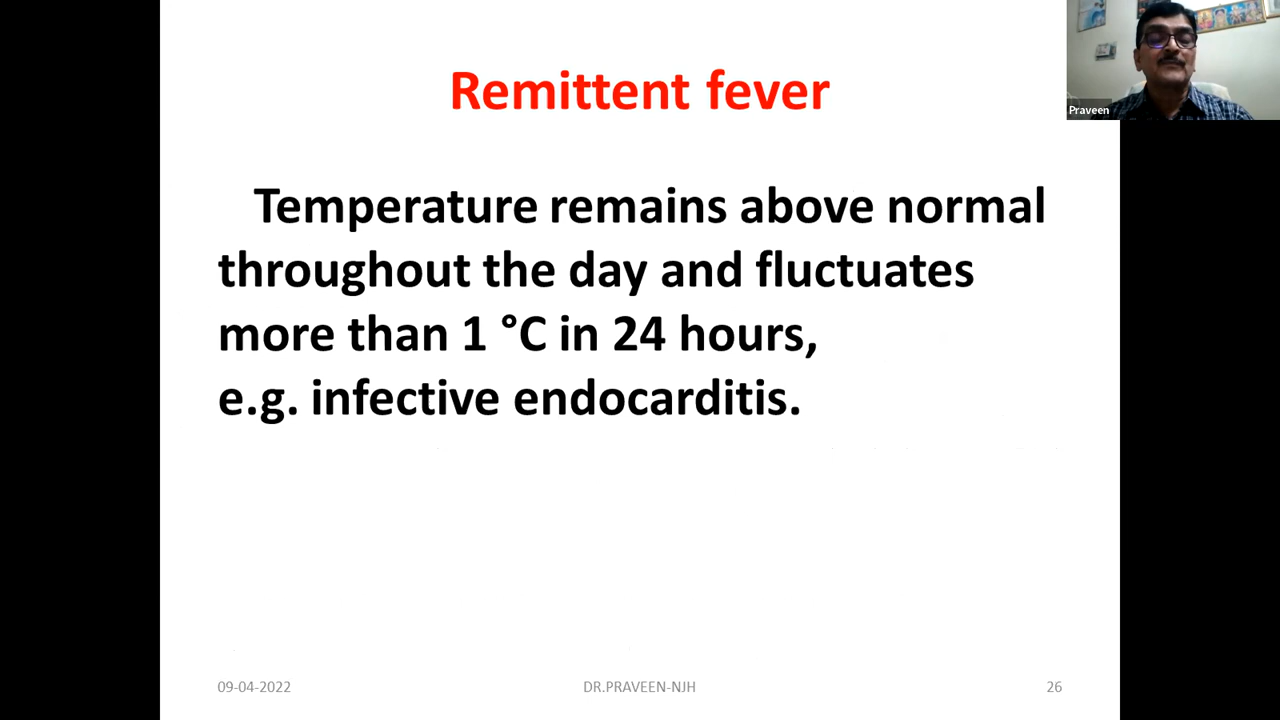 Remittent fever
Praveen
Temperature remains above normal
throughout the day and fluctuates
more than 1 °C in 24 hours,
e.g. infective endocarditis.
09-04-2022
DR.PRAVEEN-NJH
26